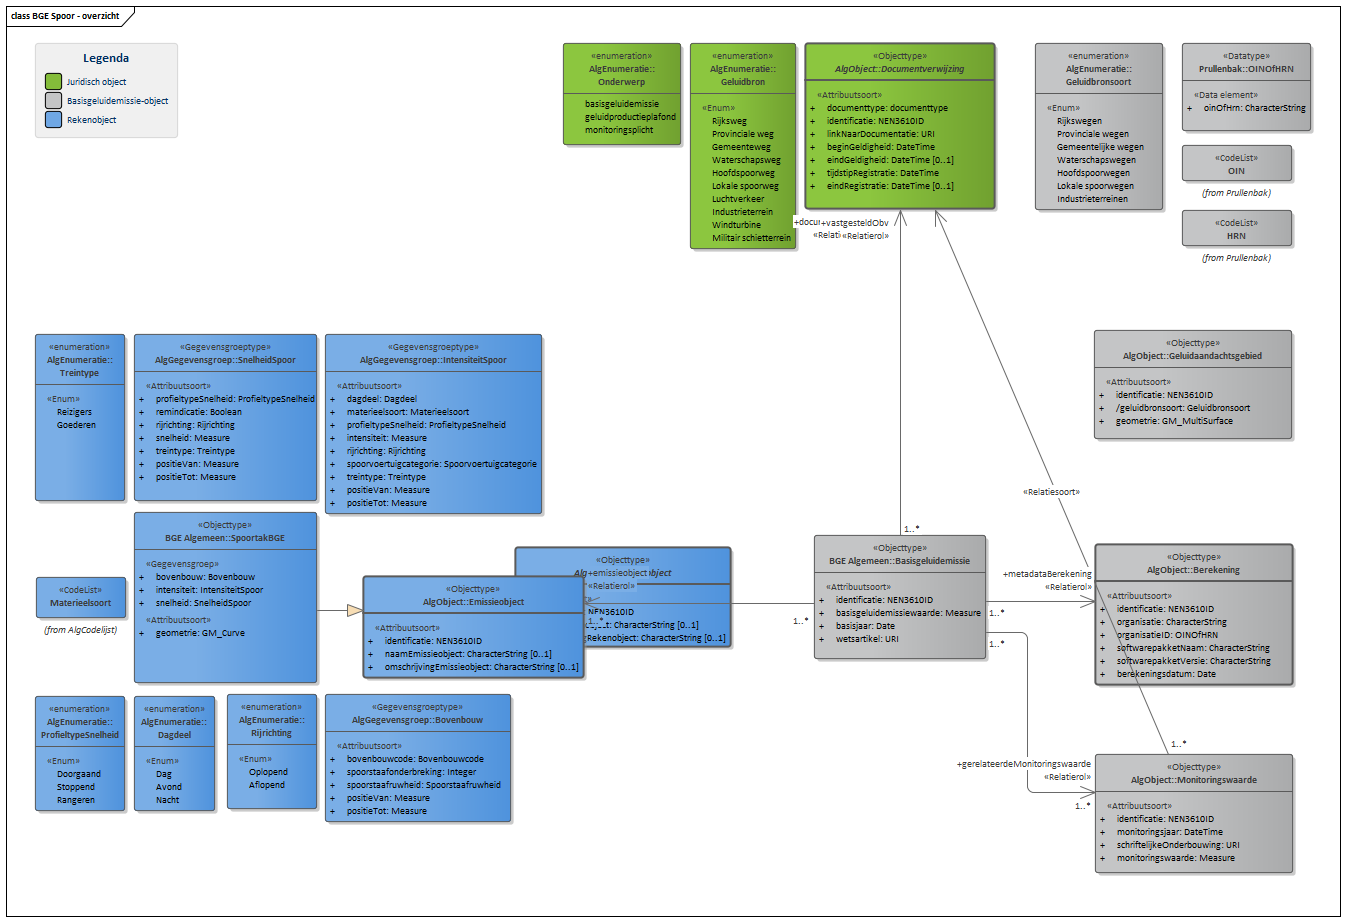 class BGE Spoor - overzicht
Legenda
Juridisch object
Basisgeluidemissie-object
Rekenobject
«enumeration»
AlgEnumeratie::
Onderwerp
basisgeluidemissie
geluidproductieplafond
monitoringsplicht
«enumeration»
AlgEnumeratie::
Geluidbron
«Enum»
Rijksweg
Provinciale weg
Gemeenteweg
Waterschapsweg
Hoofdspoorweg
Lokale spoorweg
Luchtverkeer
Industrieterrein
Windturbine
Militair schietterrein
«Objecttype»
AlgObject::Documentverwijzing
«Attribuutsoort»
+ documenttype: documenttype
+ identificatie: NEN3610ID
+ linkNaarDocumentatie: URI
+ beginGeldigheid: DateTime
+ eindGeldigheid: DateTime [0..1]
+ tijdstipRegistratie: DateTime
+ eindRegistratie: DateTime [0..1]
+vastgesteldObv
«Relatierol»
«enumeration»
AlgEnumeratie::
Geluidbronsoort
«Enum»
Rijkswegen
Provinciale wegen
Gemeentelijke wegen
Waterschapswegen
Hoofdspoorwegen
Lokale spoorwegen
Industrieterreinen
«Datatype»
Prullenbak::OINOfHRN
«Data element»
+ oinOfHrn: CharacterString
«CodeList»
OIN
(from Prullenbak)
«CodeList»
HRN
(from Prullenbak)
«enumeration»
AlgEnumeratie::
Treintype
«Enum»
Reizigers
Goederen
«Gegevensgroeptype»
AlgGegevensgroep::SnelheidSpoor
«Attribuutsoort»
+ profieltypeSnelheid: ProfieltypeSnelheid
+ remindicatie: Boolean
+ rijrichting: Rijrichting
+ snelheid: Measure
+ treintype: Treintype
+ positieVan: Measure
+ positieTot: Measure
«Gegevensgroeptype»
AlgGegevensgroep::IntensiteitSpoor
«Attribuutsoort»
+ dagdeel: Dagdeel
+ materieelsoort: Materieelsoort
+ profieltypeSnelheid: ProfieltypeSnelheid
+ intensiteit: Measure
+ rijrichting: Rijrichting
+ spoorvoertuigcategorie: Spoorvoertuigcategorie
+ treintype: Treintype
+ positieVan: Measure
+ positieTot: Measure
«Objecttype»
AlgObject::Geluidaandachtsgebied
«Attribuutsoort»
+ identificatie: NEN3610ID
+ /geluidbronsoort: Geluidbronsoort
+ geometrie: GM_MultiSurface
«Relatiesoort»
1..*
«CodeList»
Materieelsoort
(from AlgCodelijst)
«Objecttype»
BGE Algemeen::SpoortakBGE
«Gegevensgroep»
+ bovenbouw: Bovenbouw
+ intensiteit: IntensiteitSpoor
+ snelheid: SnelheidSpoor
«Attribuutsoort»
+ geometrie: GM_Curve
«Objecttype»
+emissieobject
«Relatierol»
NEN3610ID
CharacterString [0..1]
CharacterString [0..1]
1..*
«Objecttype»
AlgObject::Emissieobject
«Attribuutsoort»
+ identificatie: NEN3610ID
+ naamEmissieobject: CharacterString [0..1]
+ omschrijvingEmissieobject: CharacterString [0..1]
1..*
«Objecttype»
BGE Algemeen::Basisgeluidemissie
«Attribuutsoort»
+ identificatie: NEN3610ID
+ basisgeluidemissiewaarde: Measure
+ basisjaar: Date
+ wetsartikel: URI
+metadataBerekening
«Relatierol»
1..*
1..*
«Objecttype»
AlgObject::Berekening
«Attribuutsoort»
+ identificatie: NEN3610ID
+ organisatie: CharacterString
+ organisatieID: OINOfHRN
+ softwarepakketNaam: CharacterString
+ softwarepakketVersie: CharacterString
+ berekeningsdatum: Date
1..*
+gerelateerdeMonitoringswaarde
«Relatierol»
1..*
«Objecttype»
AlgObject::Monitoringswaarde
«Attribuutsoort»
+ identificatie: NEN3610ID
+ monitoringsjaar: DateTime
+ schriftelijkeOnderbouwing: URI
+ monitoringswaarde: Measure
«enumeration»
AlgEnumeratie::
ProfieltypeSnelheid
«Enum»
Doorgaand
Stoppend
Rangeren
«enumeration»
AlgEnumeratie::
Dagdeel
«Enum»
Dag
Avond
Nacht
«enumeration»
AlgEnumeratie::
Rijrichting
«Enum»
Oplopend
Aflopend
«Gegevensgroeptype»
AlgGegevensgroep::Bovenbouw
«Attribuutsoort»
+ bovenbouwcode: Bovenbouwcode
+ spoorstaafonderbreking: Integer
+ spoorstaafruwheid: Spoorstaafruwheid
+ positieVan: Measure
+ positieTot: Measure